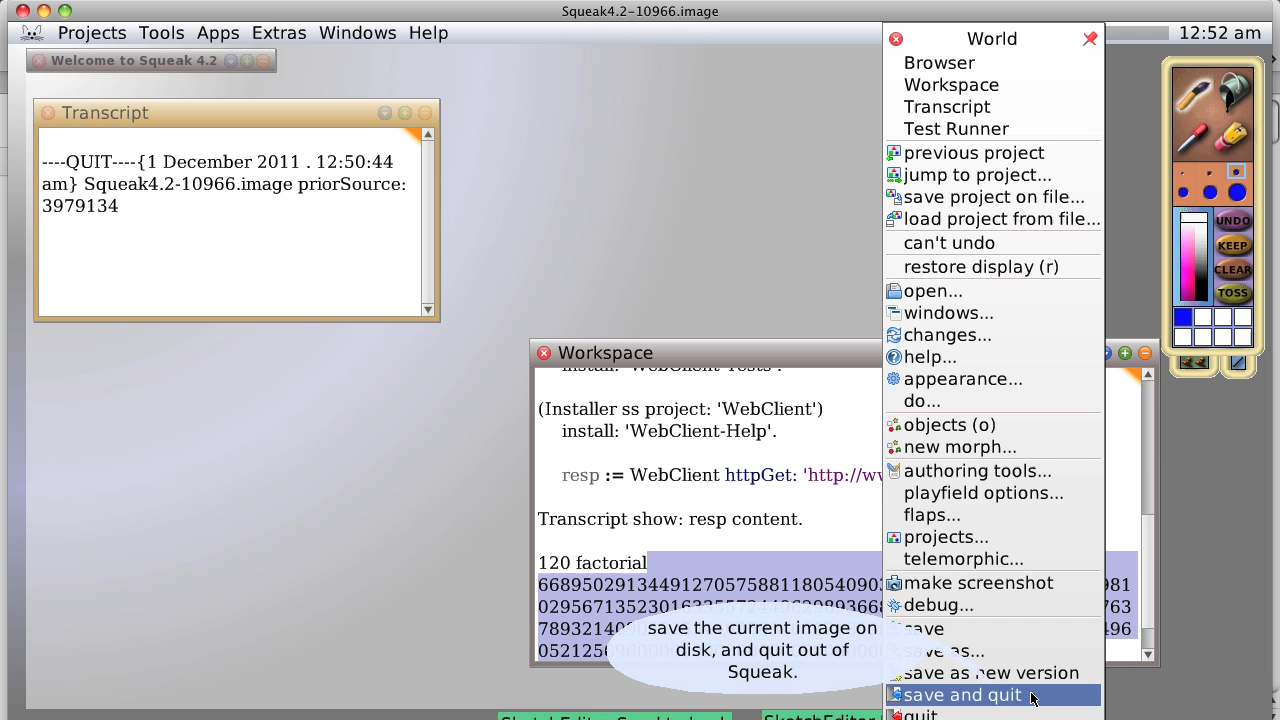 Squeak4.2-10966.image
Projects Tools Apps Extras Windows Help
12:52 am
Welcome to Squeak 4.2
Transcript
----QUIT----{1 December 2011 . 12:50:44
am} Squeak4.2-10966.image priorSource:
3979134
Workspace
(Installer ss project: 'WebClient')
install: 'WebClient-Help'.
resp := WebClient httpGet: 'http://ww
Transcript show: resp content.
120 factorial
save the current image on
disk, and quit out of
Squeak.
World
Browser
Workspace
Transcript
Test Runner
previous project
jump to project...
save project on file...
load project from file...
can't undo
restore display (r)
open...
windows...
changes...
help...
appearance...
do...
objects (o)
new morph...
authoring tools...
playfield options...
flaps...
projects...
telemorphic...
make screenshot
debug...
save
save as...
save as new version
save and quit
quit
UNDO
KEEP
CLEAR
TOSS